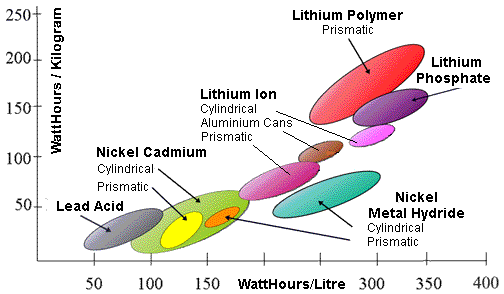 Lithium Polymer
Prismatic
Lithium
Phosphate
Lithium Ion
Cylindrical
Aluminium Cans
Prismatic
Nickel Cadmium
Cylindrical
Prismatic
Lead Acid
Nickel
Metal Hydride
Cylindrical
Prismatic
WattHours / Kilogram
250
200
150
100
50
50
100
150
200
250
300
350
400
WattHours/Litre